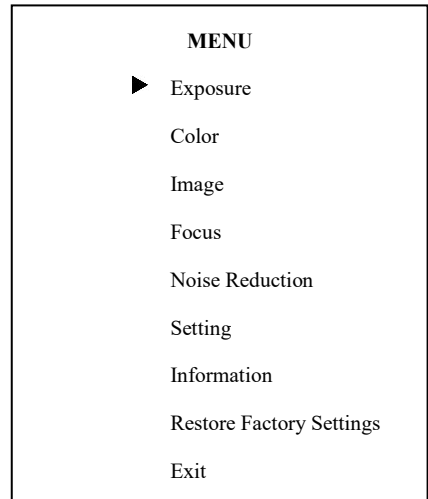 MENU
Exposure
Color
Image
Focus
Noise Reduction
Setting
Information
Restore Factory Settings
Exit